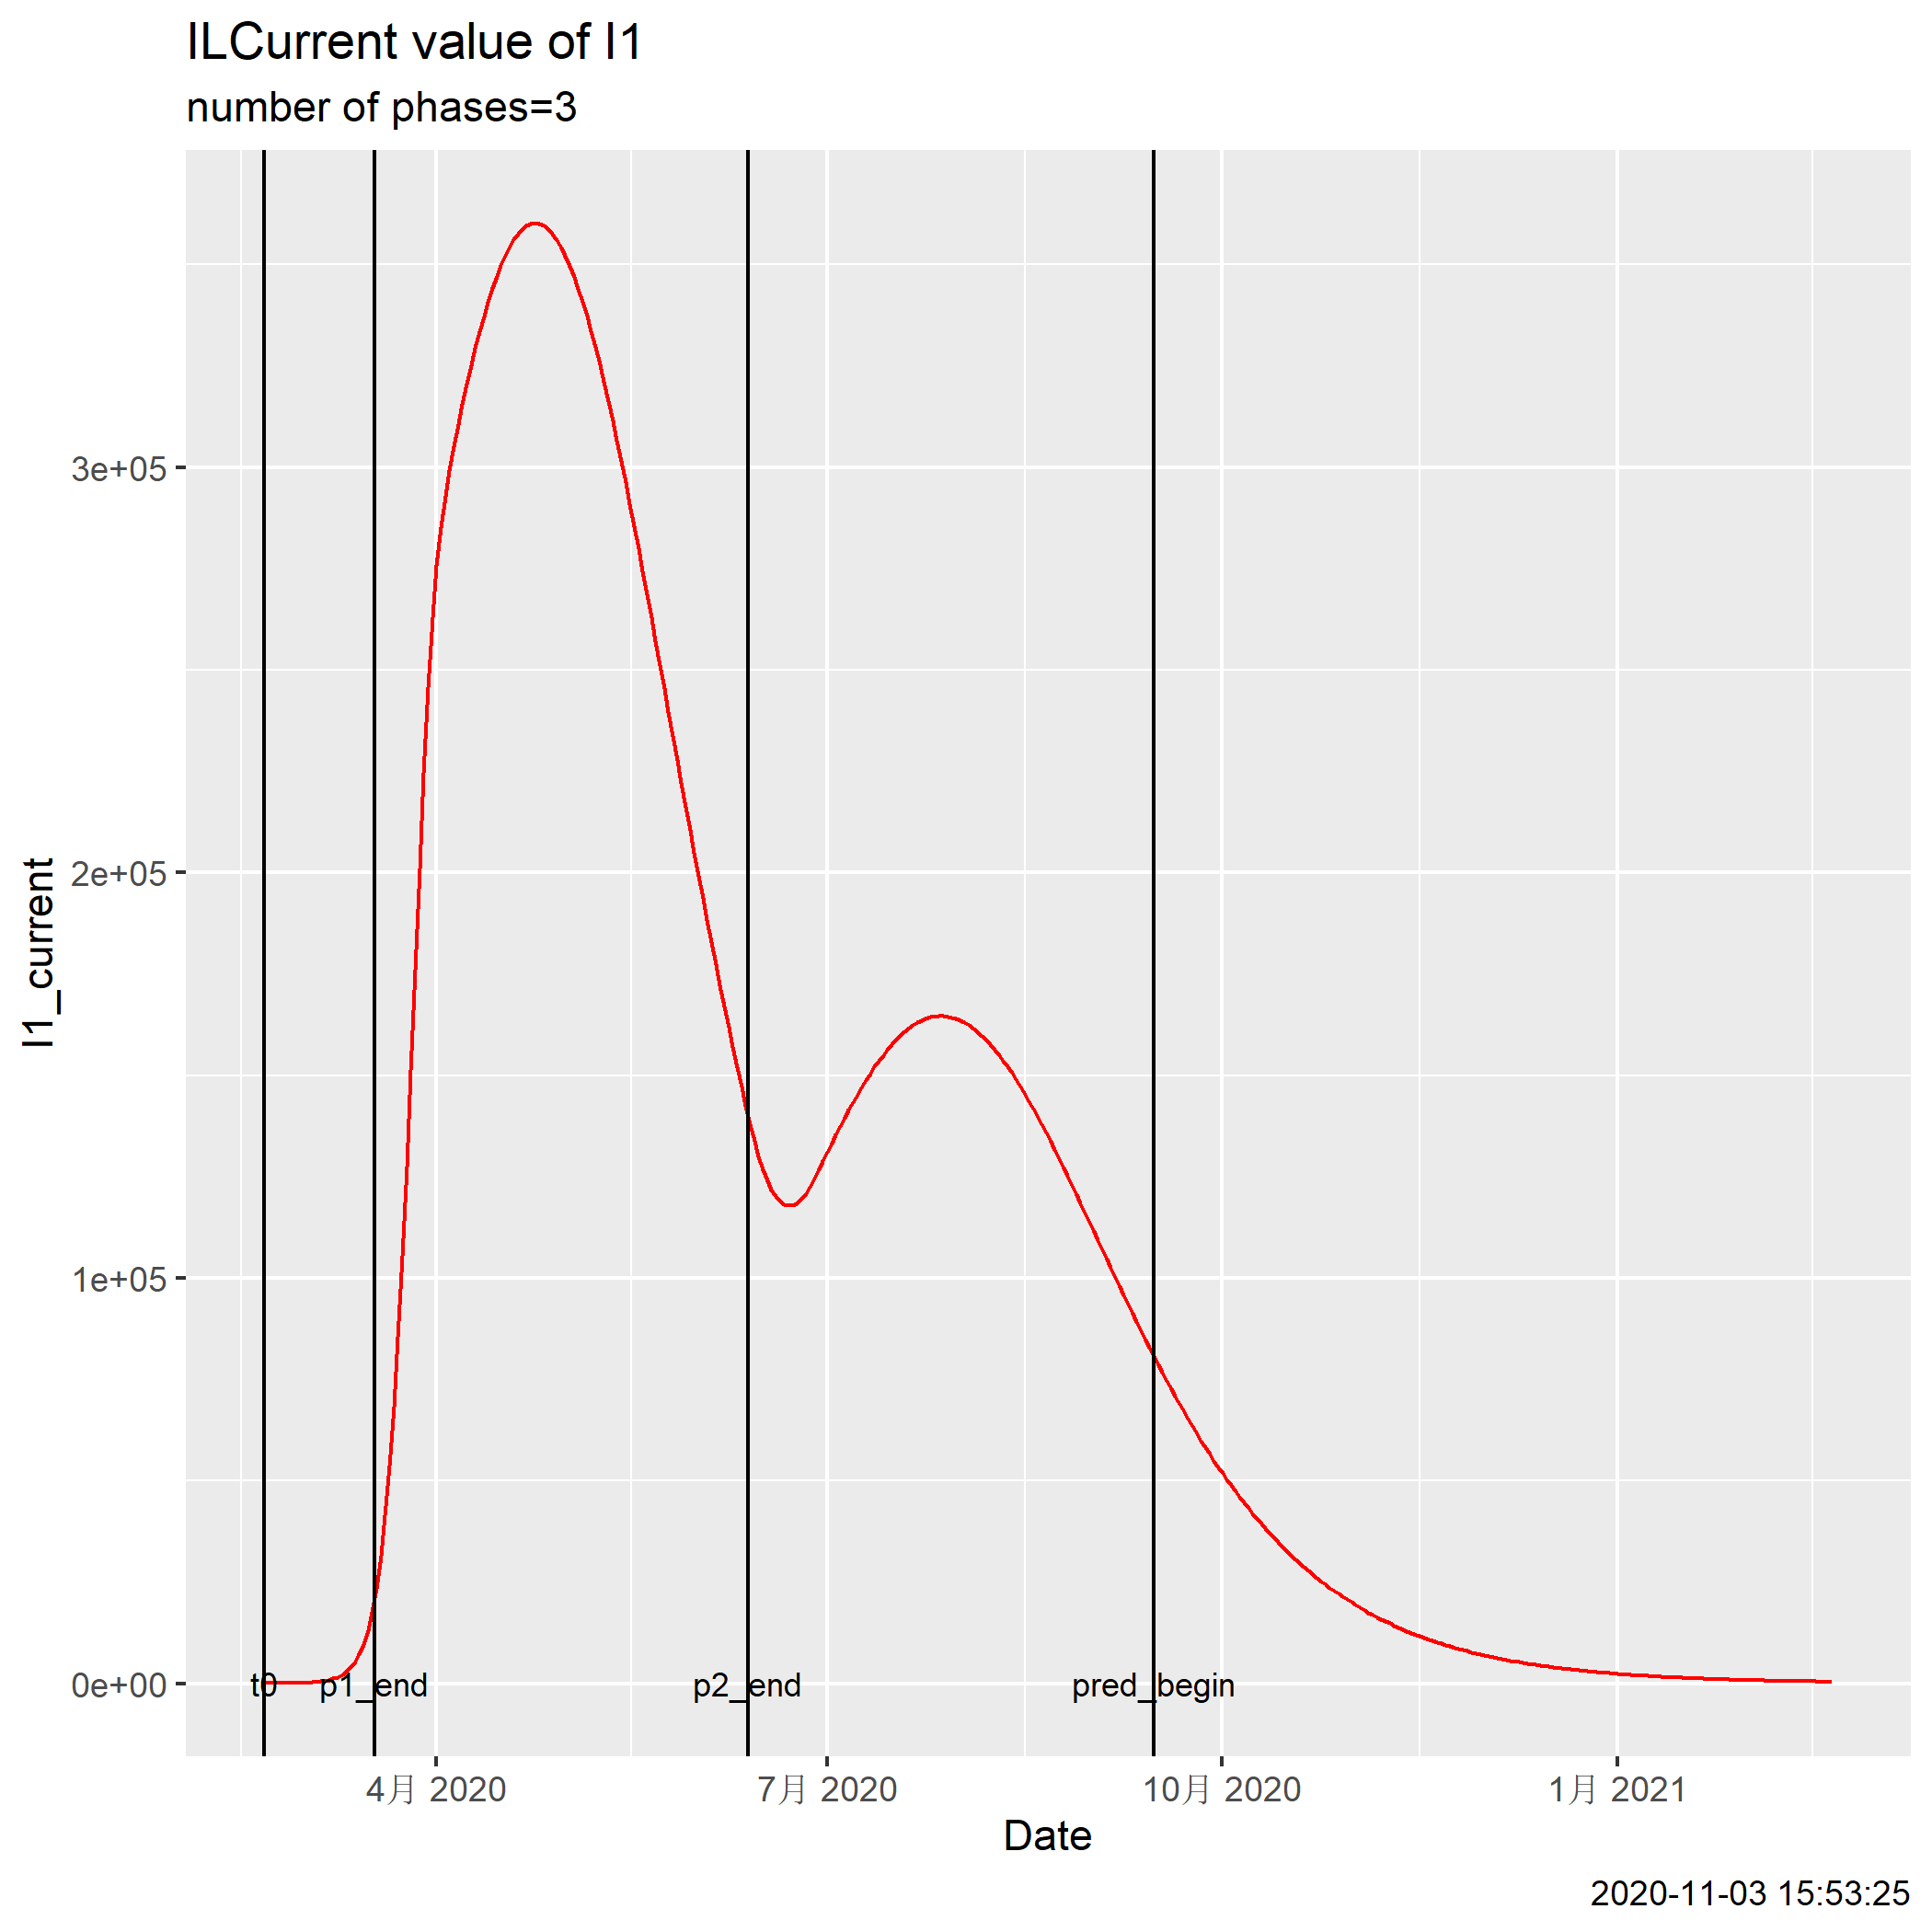 ILCurrent value of I1
number of phases=3
I1_current
3e+05
2e+05
1e+05
0e+00
t0
p1_end
p2_end
pred_begin
4月 2020
7月 2020
10月 2020
1月 2021
Date
2020-11-03 15:53:25